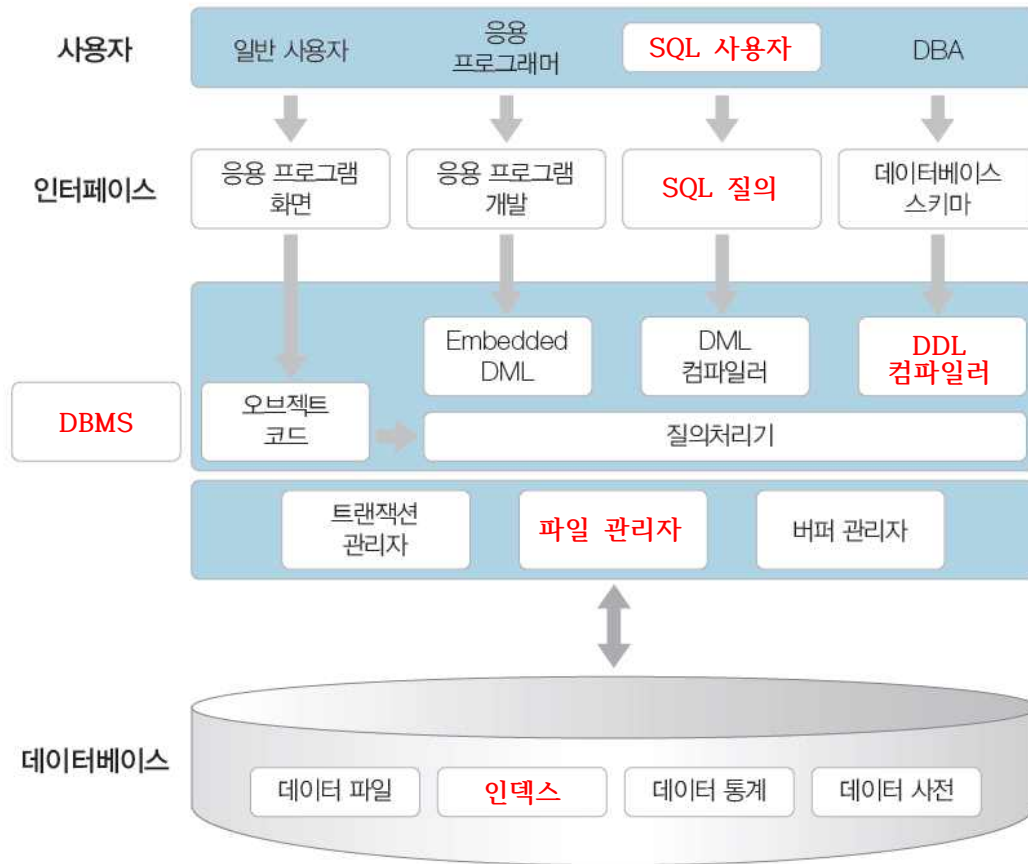 사용자
일반 사용자
응용
프로그래머
SQL 사용자
DBA
인터페이스
응용 프로그램
화면
응용 프로그램
개발
SQL 질의
데이터베이스
스키마
DBMS
오브젝트
코드
Embedded
DML
DML
컴파일러
DDL
컴파일러
질의처리기
트랜잭션
관리자
파일 관리자
버퍼 관리자
데이터베이스
데이터 파일
인덱스
데이터 통계
데이터 사전